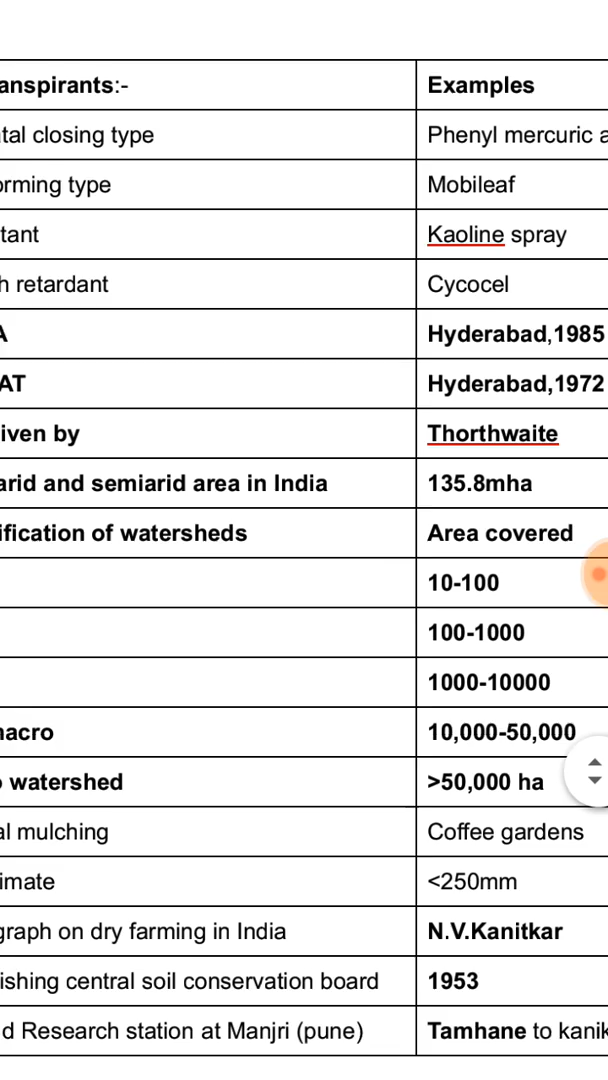 anspirants:- Examples
tal closing type Phenyl mercuric a
orming type Mobileaf
tant Kaoline spray
h retardant Cycocel
A Hyderabad,1985
AT Hyderabad,1972
iven by Thorthwaite
arid and semiarid area in India 135.8mha
ification of watersheds Area covered
10-100
100-1000
1000-10000
nacro 10,000-50,000
o watershed >50,000 ha
al mulching Coffee gardens
imate <250mm
graph on dry farming in India N.V.Kanitkar
ishing central soil conservation board 1953
d Research station at Manjri (pune) Tamhane to kanik